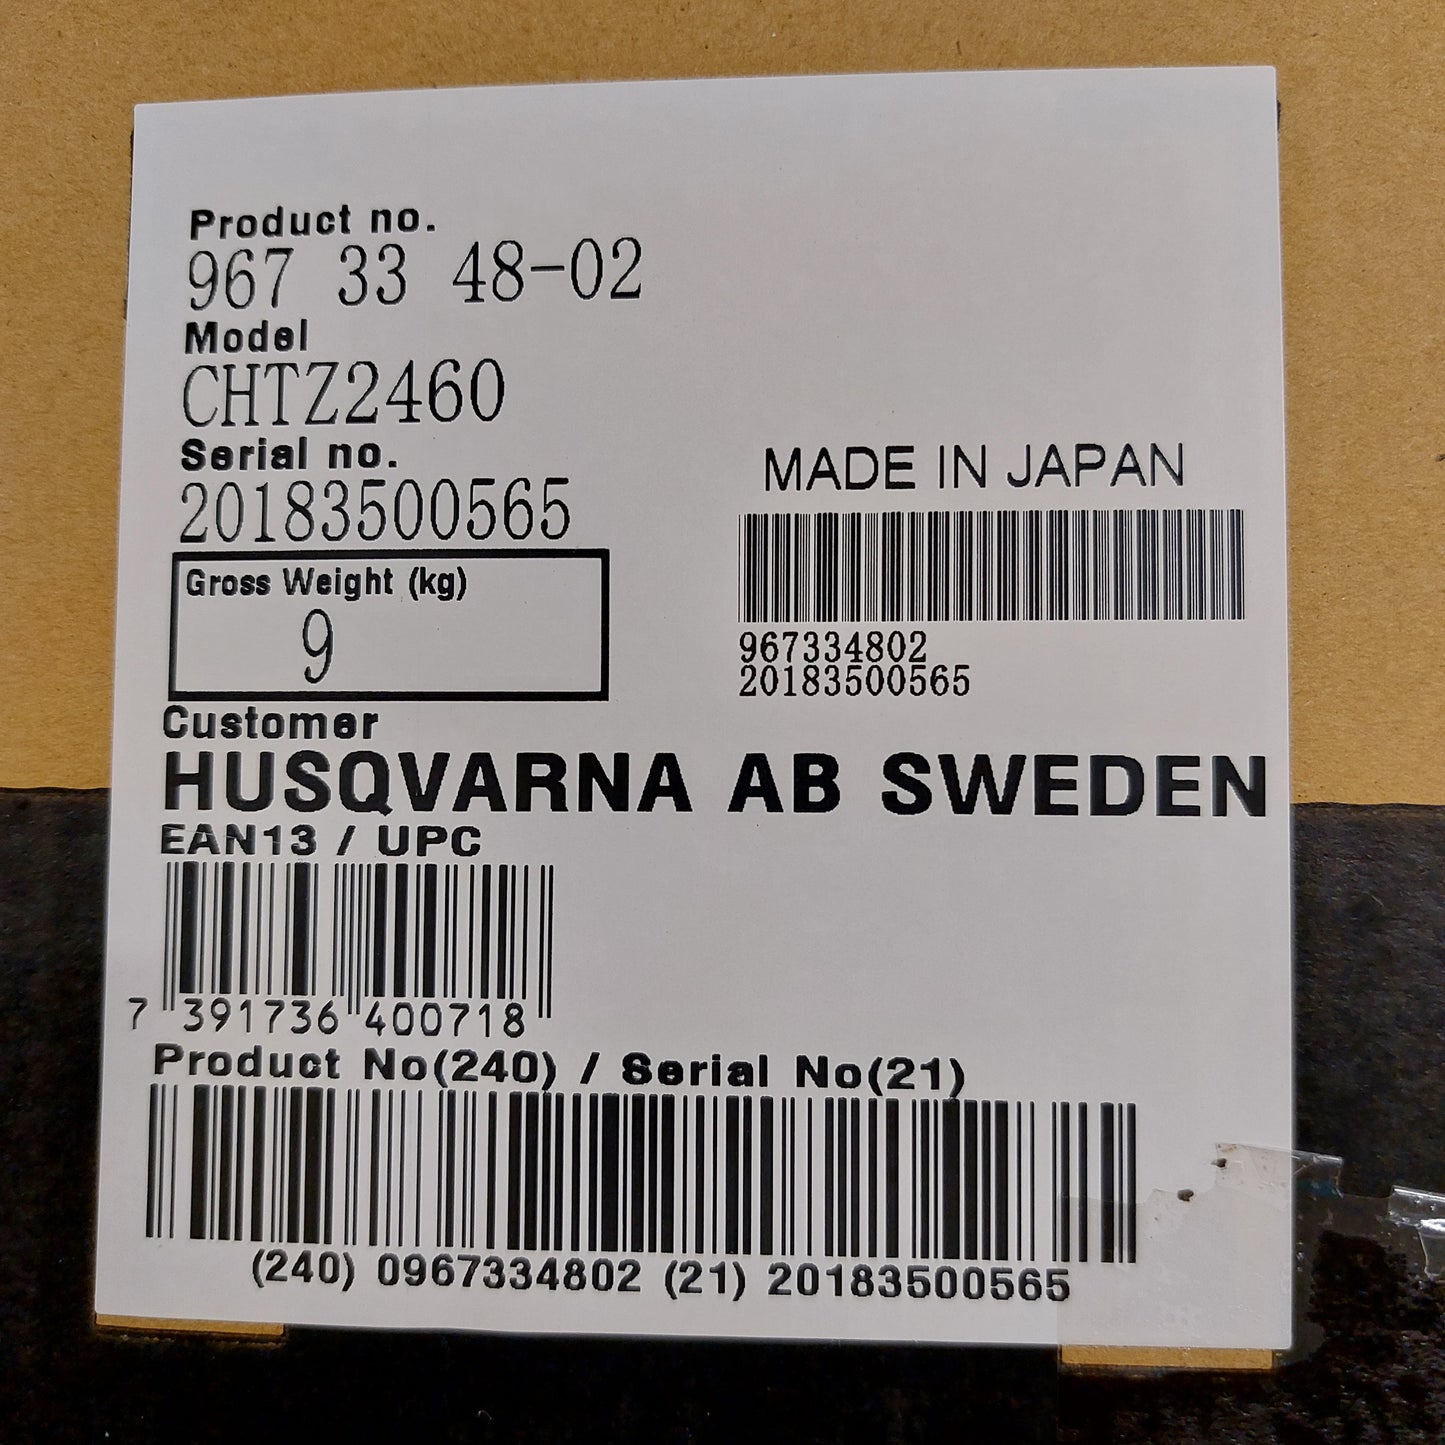 Product no.
967 33 48-02
Model
CHTZ2460
Serial no.
20183500565
Gross Weight (kg)
9
MADE IN JAPAN
967334802
20183500565
Customer
HUSQVARNA AB SWEDEN
EAN13 / UPC
7 391736 400718
Product No(240) / Serial No(21)
(240) 0967334802 (21) 20183500565